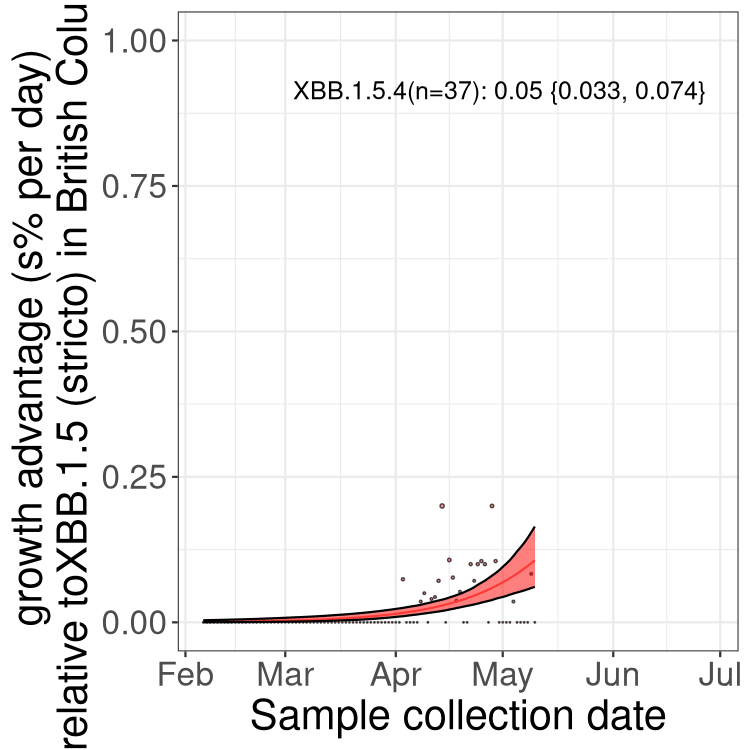 growth advantage (s% per day)
relative toXBB.1.5 (stricto) in British Colu
1.00
0.75
0.50
0.25
0.00
XBB.1.5.4(n=37): 0.05 {0.033, 0.074}
Feb Mar Apr May Jun Jul
Sample collection date